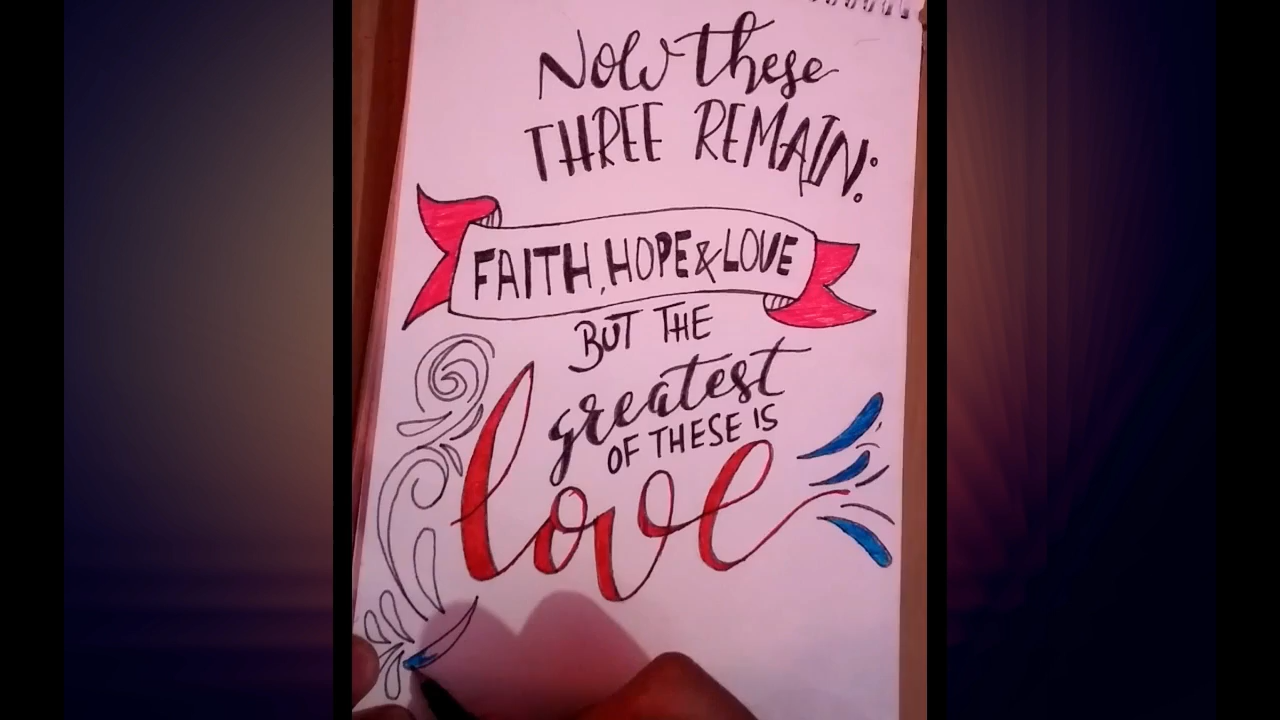 Now these
THREE REMAIN:
FAITH, HOPE & LOVE
BUT THE
greatest
OF THESE IS
love